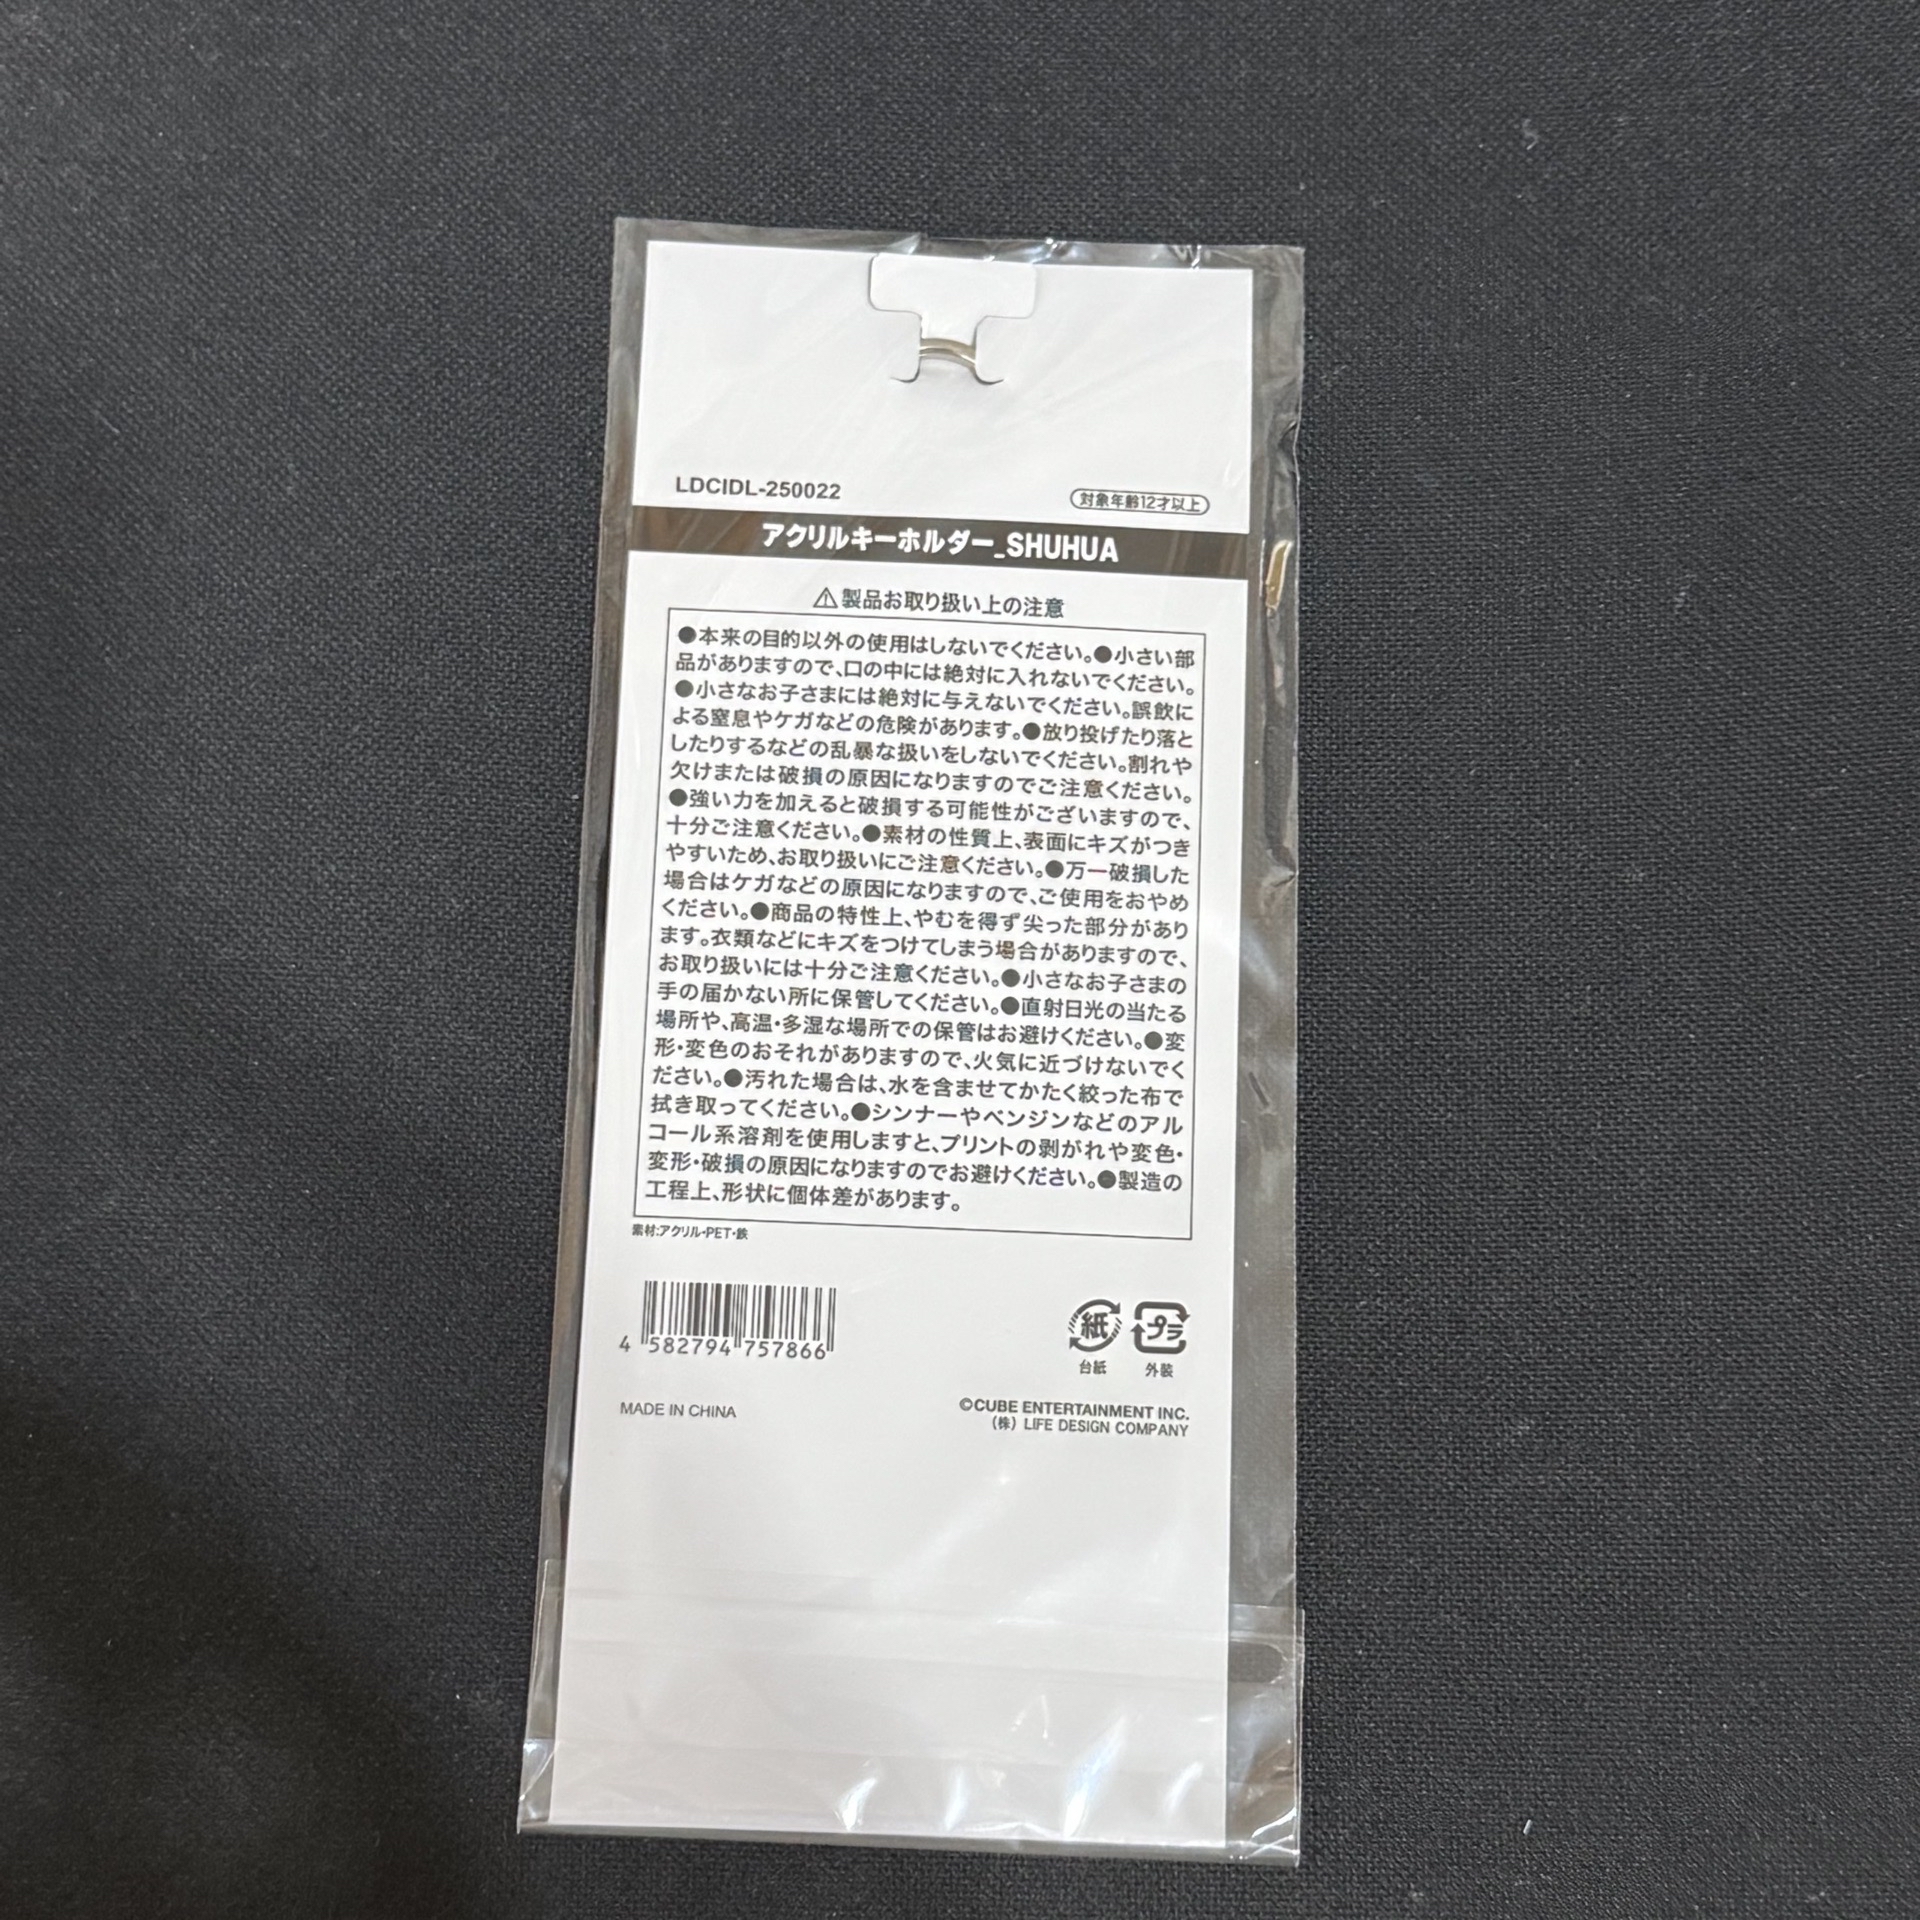 LDCIDL-250022
対象年齢12才以上
アクリルキーホルダー_SHUHUA
⚠製品お取り扱い上の注意
●本来の目的以外の使用はしないでください。●小さい部
品がありますので、口の中には絶対に入れないでください。
●小さなお子さまには絶対に与えないでください。誤飲に
よる窒息やケガなどの危険があります。●放り投げたり落と
したりするなどの乱暴な扱いをしないでください。割れや
欠けまたは破損の原因になりますのでご注意ください。
●強い力を加えると破損する可能性がございますので、
十分ご注意ください。●素材の性質上、表面にキズがつき
やすいため、お取り扱いにご注意ください。●万一破損した
場合はケガなどの原因になりますので、ご使用をおやめ
ください。●商品の特性上、やむを得ず尖った部分があり
ます。衣類などにキズをつけてしまう場合がありますので、
お取り扱いには十分ご注意ください。●小さなお子さまの
手の届かない所に保管してください。●直射日光の当たる
場所や、高温・多湿な場所での保管はお避けください。●変
形・変色のおそれがありますので、火気に近づけないでく
ださい。●汚れた場合は、水を含ませてかたく絞った布で
拭き取ってください。●シンナーやベンジンなどのアル
コール系溶剤を使用しますと、プリントの剥がれや変色・
変形・破損の原因になりますのでお避けください。●製造の
工程上、形状に個体差があります。
素材:アクリル・PET・鉄
4 582794 757866
紙 プラ
台紙 外装
MADE IN CHINA
©CUBE ENTERTAINMENT INC.
(株) LIFE DESIGN COMPANY